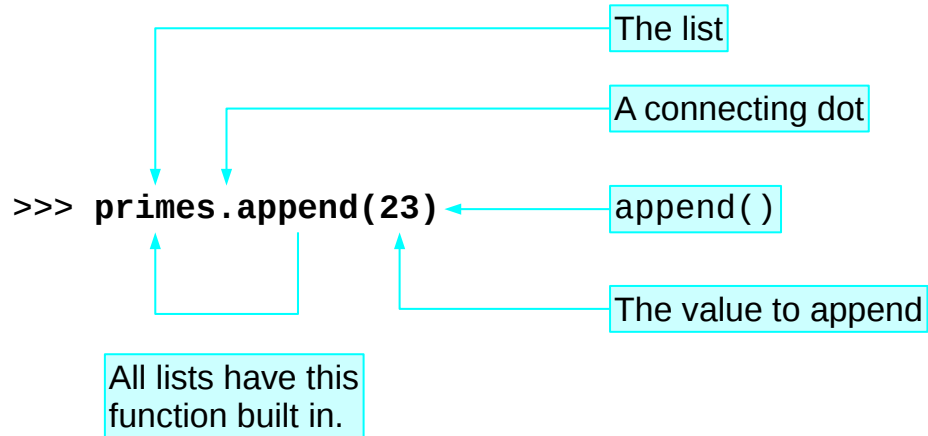 The list
A connecting dot
>>> primes.append(23)
append()
The value to append
All lists have this
function built in.